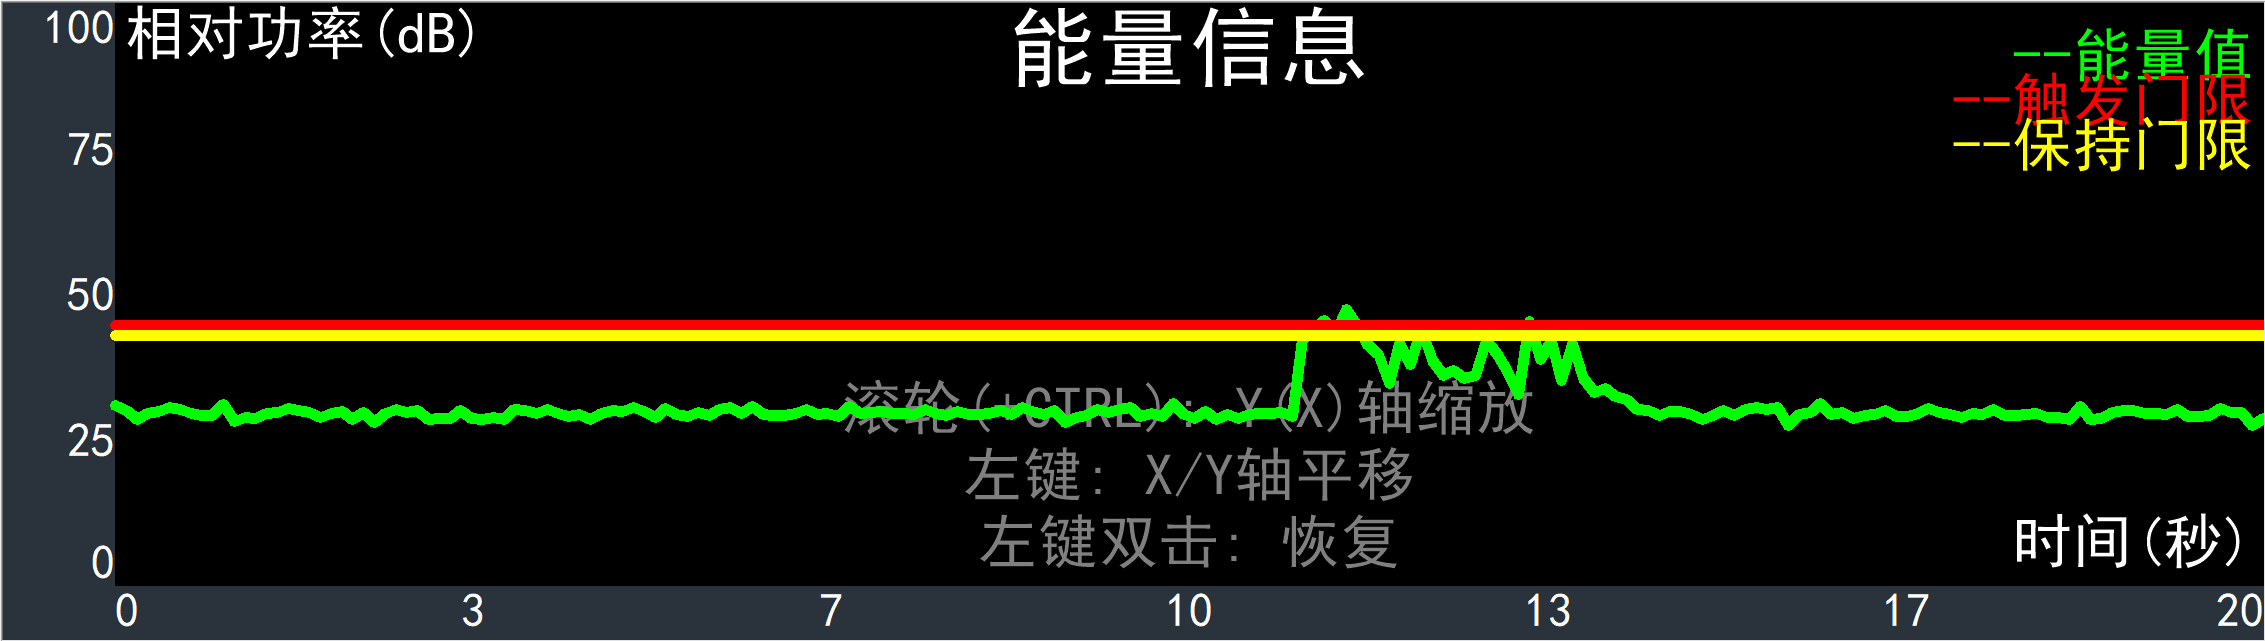 能量信息
相对功率(dB)
--能量值
--触发门限
--保持门限
100
75
50
25
0
滚轮(+CTRL): Y(X)轴缩放
左键: X/Y轴平移
左键双击: 恢复
时间(秒)
0 3 7 10 13 17 20